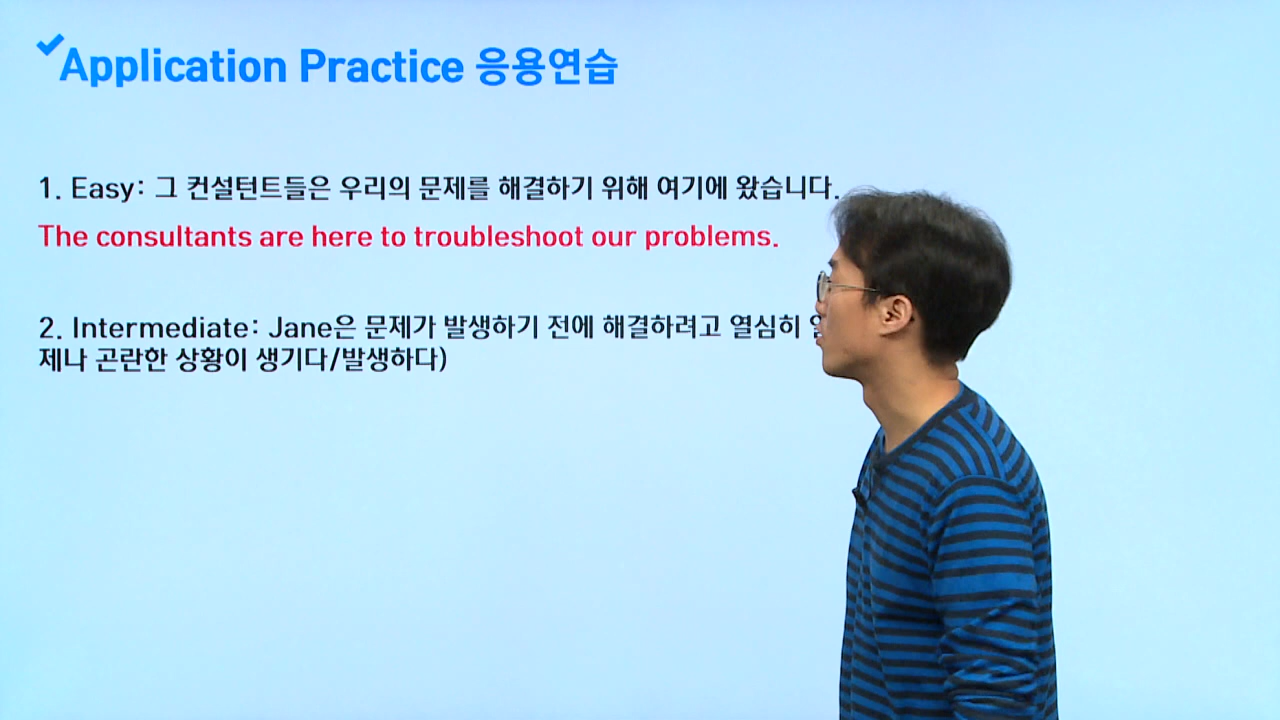 Application Practice 응용연습
1. Easy: 그 컨설턴트들은 우리의 문제를 해결하기 위해 여기에 왔습니다.
The consultants are here to troubleshoot our problems.
2. Intermediate: Jane은 문제가 발생하기 전에 해결하려고 열심히
제나 곤란한 상황이 생기다/발생하다)